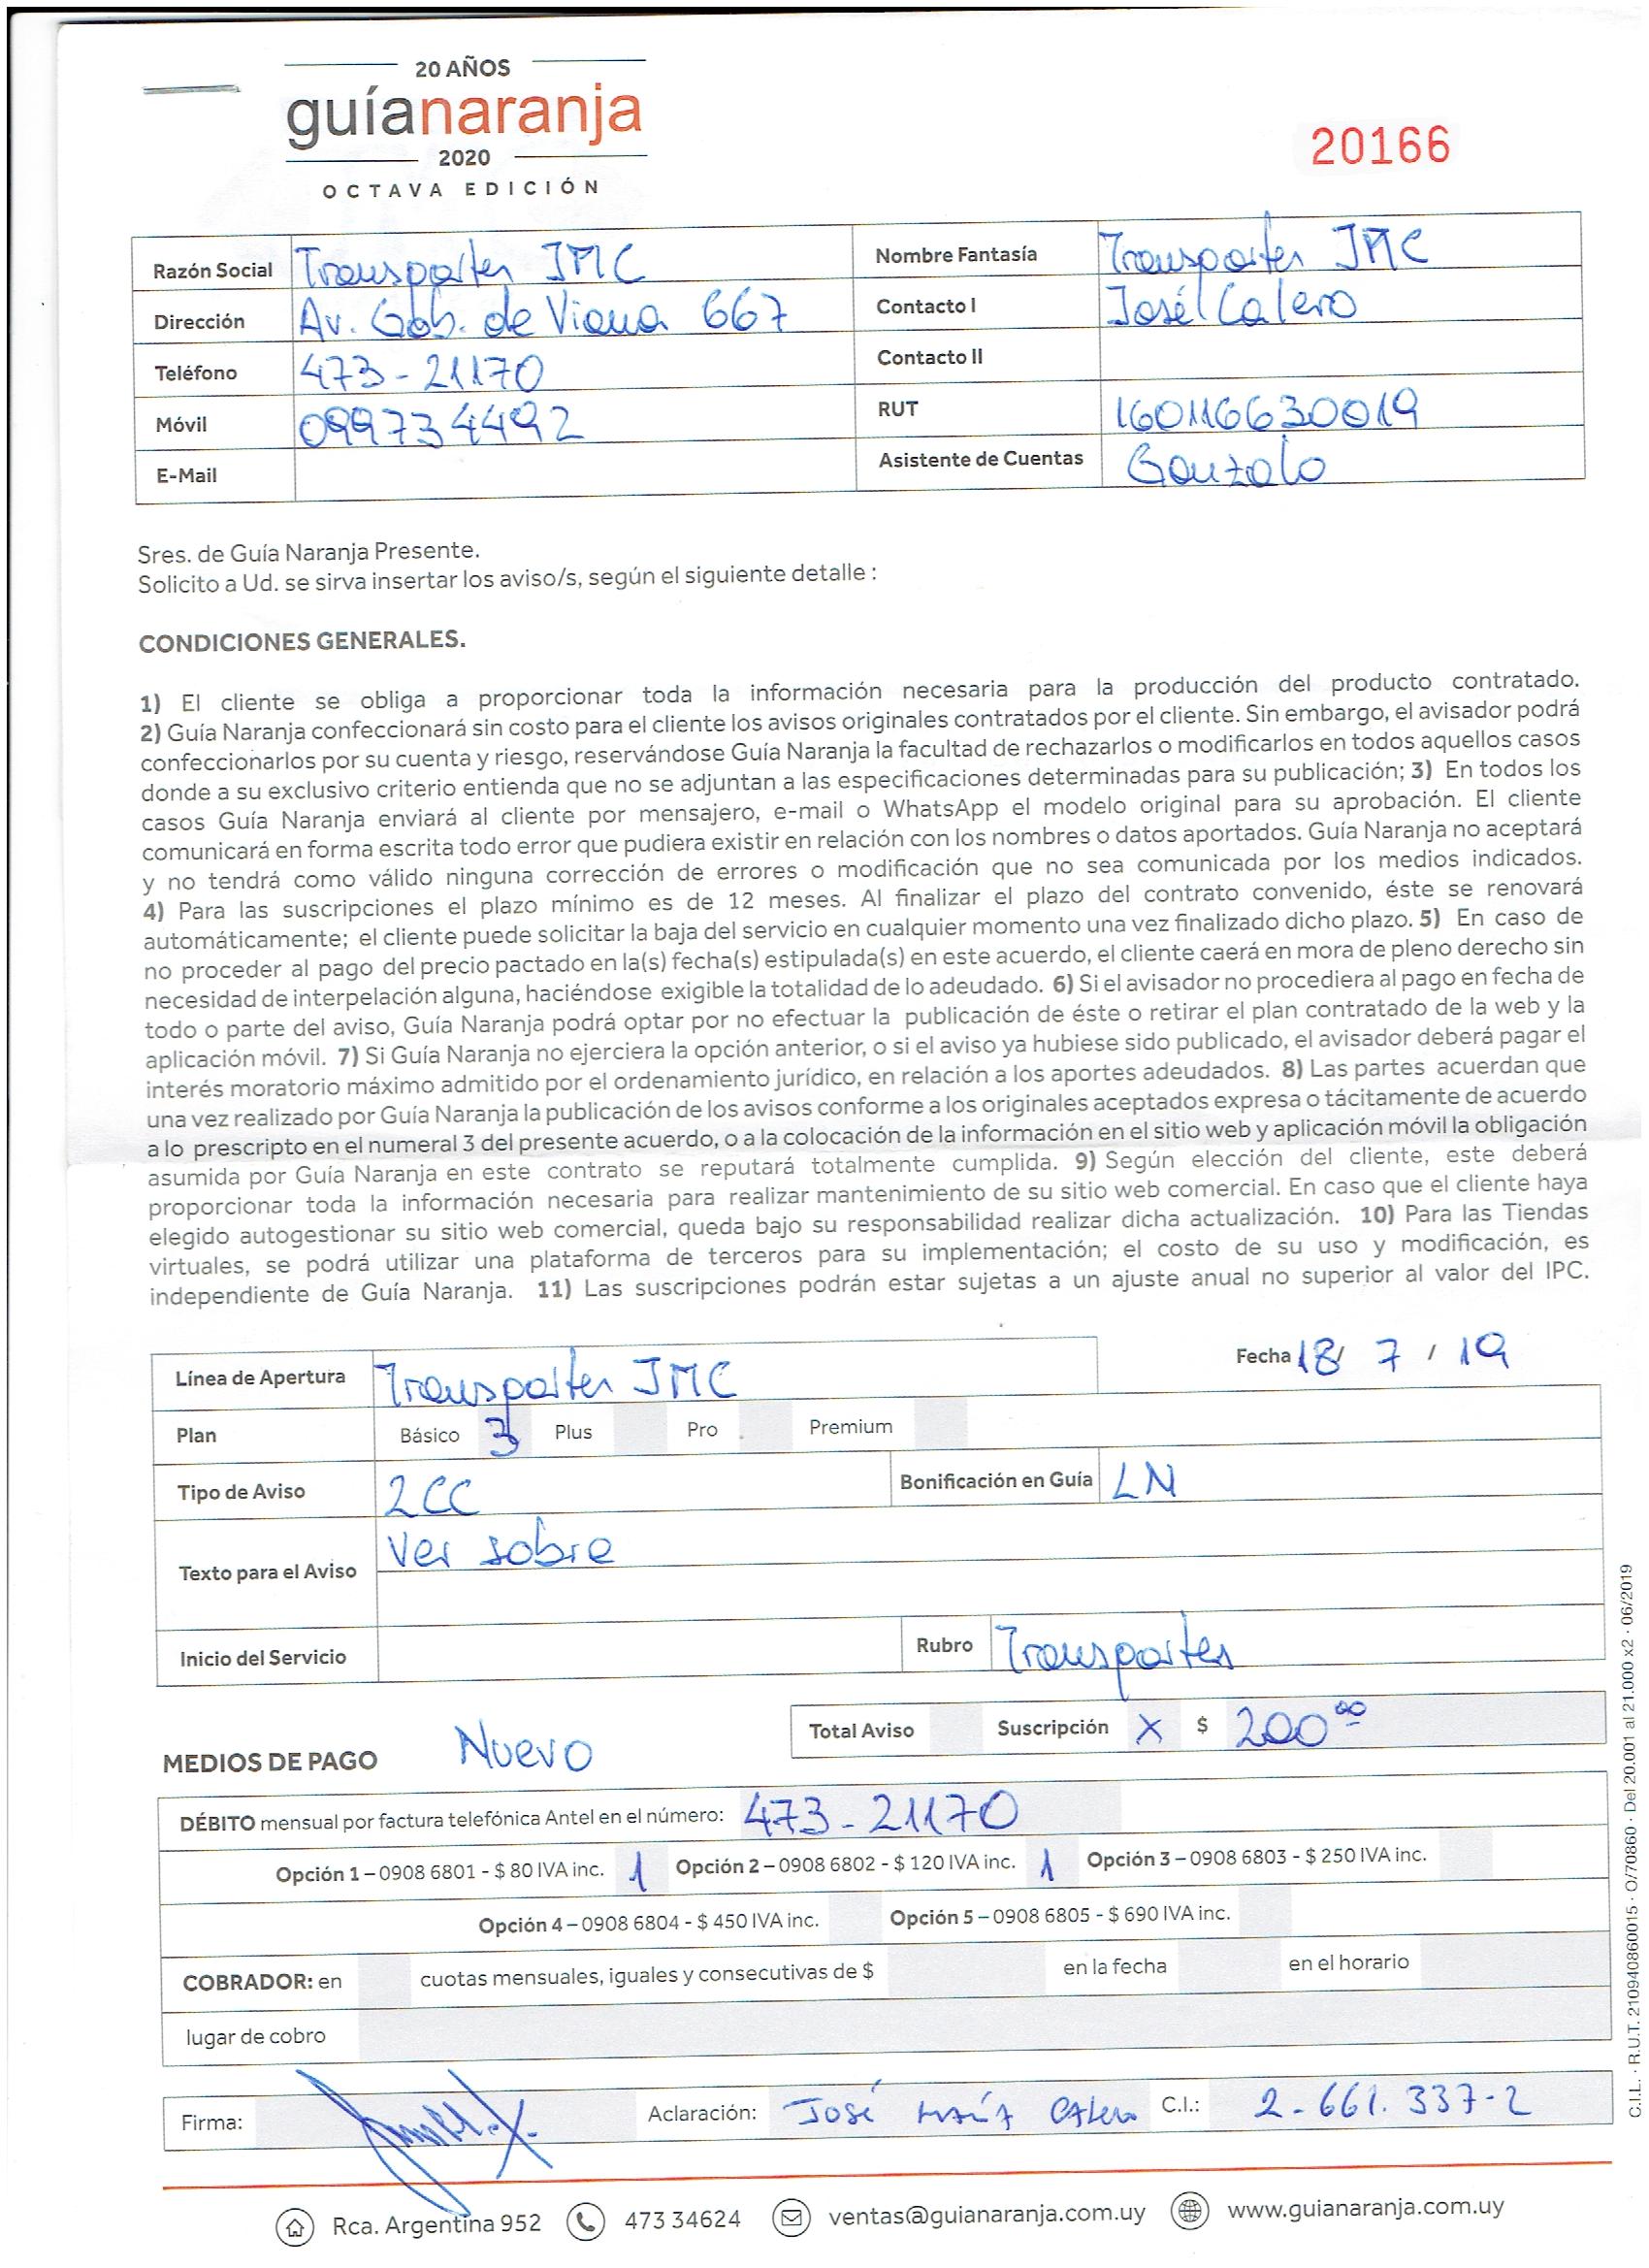 20 AÑOS
guíanaranja
2020
OCTAVA EDICIÓN
20166
Razón Social Transportes JMC Nombre Fantasía Transportes JMC
Dirección Av. Gob. de Viana 667 Contacto I José Calero
Teléfono 473-21170 Contacto II
Móvil 099734492 RUT 160116630019
E-Mail Asistente de Cuentas Gonzalo
Sres. de Guía Naranja Presente.
Solicito a Ud. se sirva insertar los aviso/s, según el siguiente detalle :
CONDICIONES GENERALES.
1) El cliente se obliga a proporcionar toda la información necesaria para la producción del producto contratado.
2) Guía Naranja confeccionará sin costo para el cliente los avisos originales contratados por el cliente. Sin embargo, el avisador podrá
confeccionarlos por su cuenta y riesgo, reservándose Guía Naranja la facultad de rechazarlos o modificarlos en todos aquellos casos
donde a su exclusivo criterio entienda que no se adjuntan a las especificaciones determinadas para su publicación; 3) En todos los
casos Guía Naranja enviará al cliente por mensajero, e-mail o WhatsApp el modelo original para su aprobación. El cliente
comunicará en forma escrita todo error que pudiera existir en relación con los nombres o datos aportados. Guía Naranja no aceptará
y no tendrá como válido ninguna corrección de errores o modificación que no sea comunicada por los medios indicados.
4) Para las suscripciones el plazo mínimo es de 12 meses. Al finalizar el plazo del contrato convenido, éste se renovará
automáticamente; el cliente puede solicitar la baja del servicio en cualquier momento una vez finalizado dicho plazo. 5) En caso de
no proceder al pago del precio pactado en la(s) fecha(s) estipulada(s) en este acuerdo, el cliente caerá en mora de pleno derecho sin
necesidad de interpelación alguna, haciéndose exigible la totalidad de lo adeudado. 6) Si el avisador no procediera al pago en fecha de
todo o parte del aviso, Guía Naranja podrá optar por no efectuar la publicación de éste o retirar el plan contratado de la web y la
aplicación móvil. 7) Si Guía Naranja no ejerciera la opción anterior, o si el aviso ya hubiese sido publicado, el avisador deberá pagar el
interés moratorio máximo admitido por el ordenamiento jurídico, en relación a los aportes adeudados. 8) Las partes acuerdan que
una vez realizado por Guía Naranja la publicación de los avisos conforme a los originales aceptados expresa o tácitamente de acuerdo
a lo prescripto en el numeral 3 del presente acuerdo, o a la colocación de la información en el sitio web y aplicación móvil la obligación
asumida por Guía Naranja en este contrato se reputará totalmente cumplida. 9) Según elección del cliente, este deberá
proporcionar toda la información necesaria para realizar mantenimiento de su sitio web comercial. En caso que el cliente haya
elegido autogestionar su sitio web comercial, queda bajo su responsabilidad realizar dicha actualización. 10) Para las Tiendas
virtuales, se podrá utilizar una plataforma de terceros para su implementación; el costo de su uso y modificación, es
independiente de Guía Naranja. 11) Las suscripciones podrán estar sujetas a un ajuste anual no superior al valor del IPC.
Línea de Apertura Transportes JMC Fecha 18/ 7 / 19
Plan Básico 3 Plus Pro Premium
Tipo de Aviso 2CC Bonificación en Guía LN
Texto para el Aviso Ver sobre
Inicio del Servicio Rubro Transportes
Total Aviso Suscripción X $ 200 00
MEDIOS DE PAGO Nuevo
DÉBITO mensual por factura telefónica Antel en el número: 473-21170
Opción 1 – 0908 6801 - $ 80 IVA inc. 1 Opción 2 – 0908 6802 - $ 120 IVA inc. 1 Opción 3 – 0908 6803 - $ 250 IVA inc.
Opción 4 – 0908 6804 - $ 450 IVA inc. Opción 5 – 0908 6805 - $ 690 IVA inc.
COBRADOR: en cuotas mensuales, iguales y consecutivas de $ en la fecha en el horario
lugar de cobro
Firma: Aclaración: José María Calero C.I.: 2-661.337-2
Rca. Argentina 952 473 34624 ventas@guianaranja.com.uy www.guianaranja.com.uy
C.I.L. · R.U.T. 210940860015 · O/70860 · Del 20.001 al 21.000 x2 · 06/2019